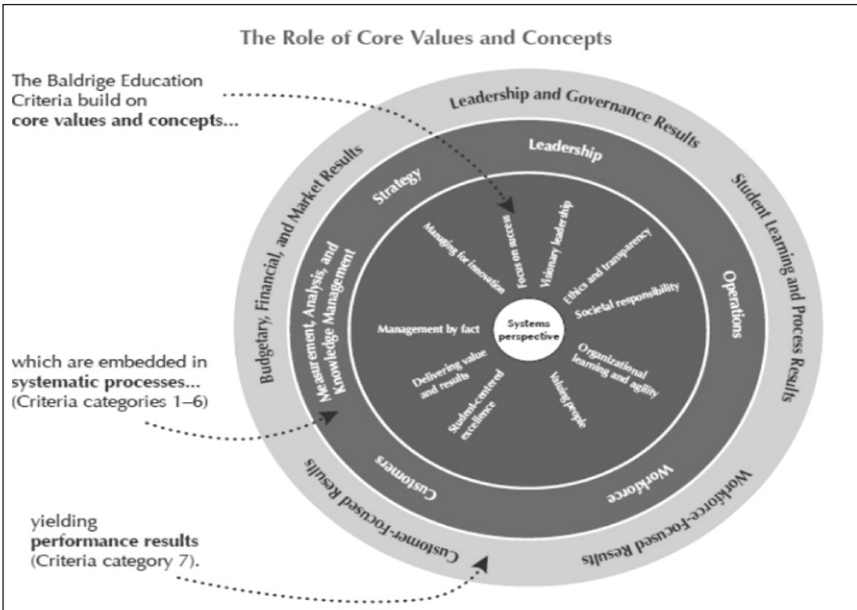 The Role of Core Values and Concepts
The Baldrige Education
Criteria build on
core values and concepts...
which are embedded in
systematic processes...
(Criteria categories 1–6)
yielding
performance results
(Criteria category 7).
Leadership and Governance Results
Student Learning and Process Results
Workforce-Focused Results
Customer-Focused Results
Budgetary, Financial, and Market Results
Leadership
Operations
Workforce
Customers
Measurement, Analysis, and
Knowledge Management
Strategy
Focus on success
Visionary leadership
Ethics and transparency
Societal responsibility
Organizational
learning and agility
Valuing people
Student-centered
excellence
Delivering value
and results
Management by fact
Managing for innovation
Systems
perspective